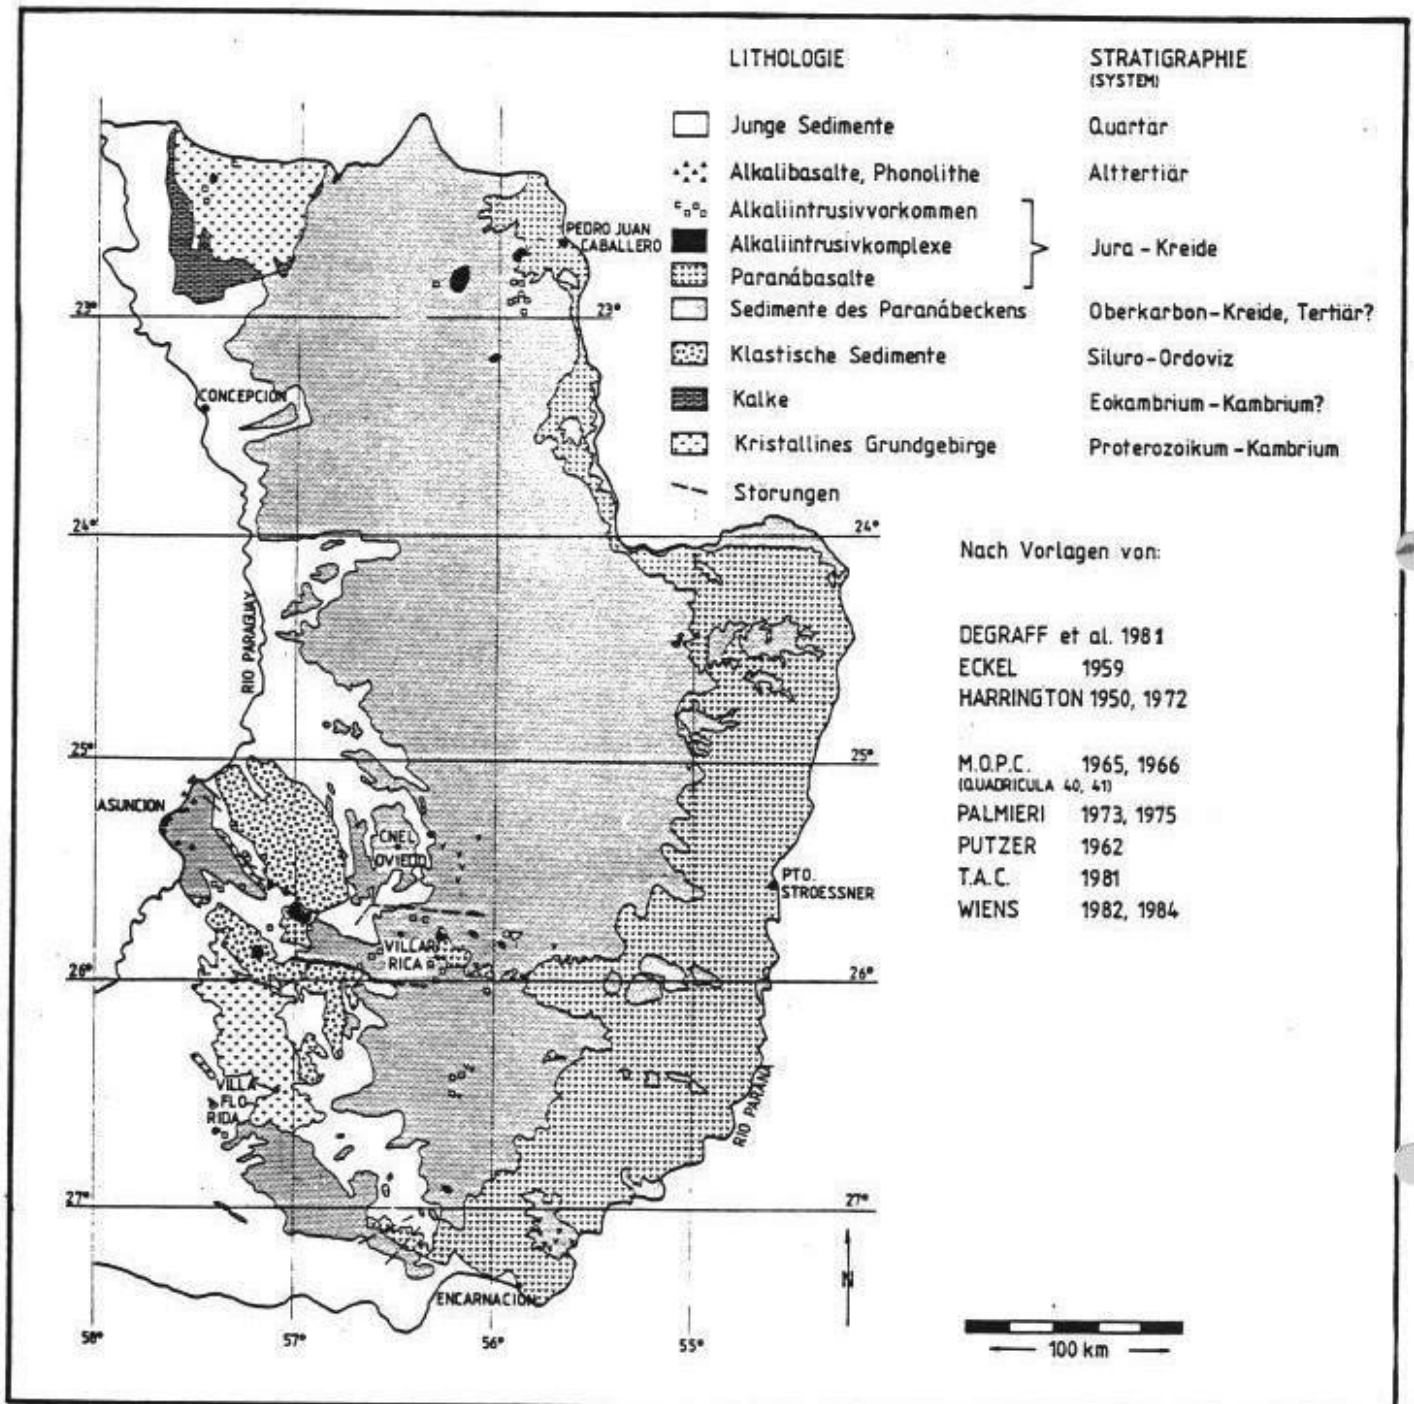 LITHOLOGIE
STRATIGRAPHIE
(SYSTEM)
Junge Sedimente
Quartär
Alkalibasalte, Phonolithe
Alttertiär
Alkaliintrusivvorkommen
Alkaliintrusivkomplexe
Jura - Kreide
Paranábasalte
Sedimente des Paranábeckens
Oberkarbon-Kreide, Tertiär?
Klastische Sedimente
Siluro-Ordoviz
Kalke
Eokambrium-Kambrium?
Kristallines Grundgebirge
Proterozoikum-Kambrium
Störungen
Nach Vorlagen von:
DEGRAFF et al. 1981
ECKEL 1959
HARRINGTON 1950, 1972
M.O.P.C. 1965, 1966
(QUADRICULA 40, 41)
PALMIERI 1973, 1975
PUTZER 1962
T.A.C. 1981
WIENS 1982, 1984
PEDRO JUAN
CABALLERO
23°
23°
CONCEPCIÓN
24°
24°
RIO PARAGUAY
25°
25°
ASUNCION
CNEL
OVIEDO
PTO.
STROESSNER
VILLAR
RICA
26°
26°
VILLA
FLO-
RIDA
RIO PARANÁ
27°
27°
ENCARNACIÓN
58°
57°
56°
55°
N
100 km